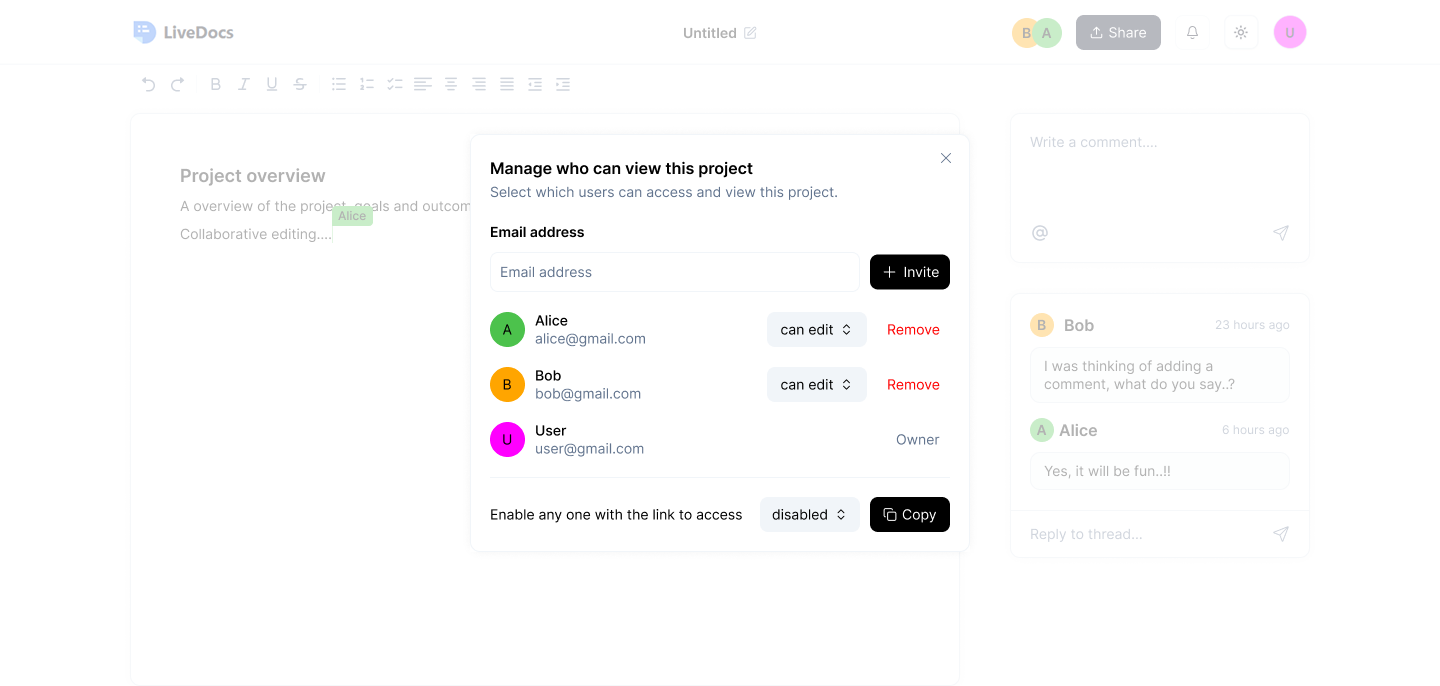 LiveDocs
Untitled
B
A
Share
U
B
I
U
S
Project overview
A overview of the project, goals and outcom
Alice
Collaborative editing....
Manage who can view this project
Select which users can access and view this project.
Email address
Email address
Invite
A
Alice
alice@gmail.com
can edit
Remove
B
Bob
bob@gmail.com
can edit
Remove
U
User
user@gmail.com
Owner
Enable any one with the link to access
disabled
Copy
Write a comment....
@
B
Bob
23 hours ago
I was thinking of adding a
comment, what do you say..?
A
Alice
6 hours ago
Yes, it will be fun..!!
Reply to thread...